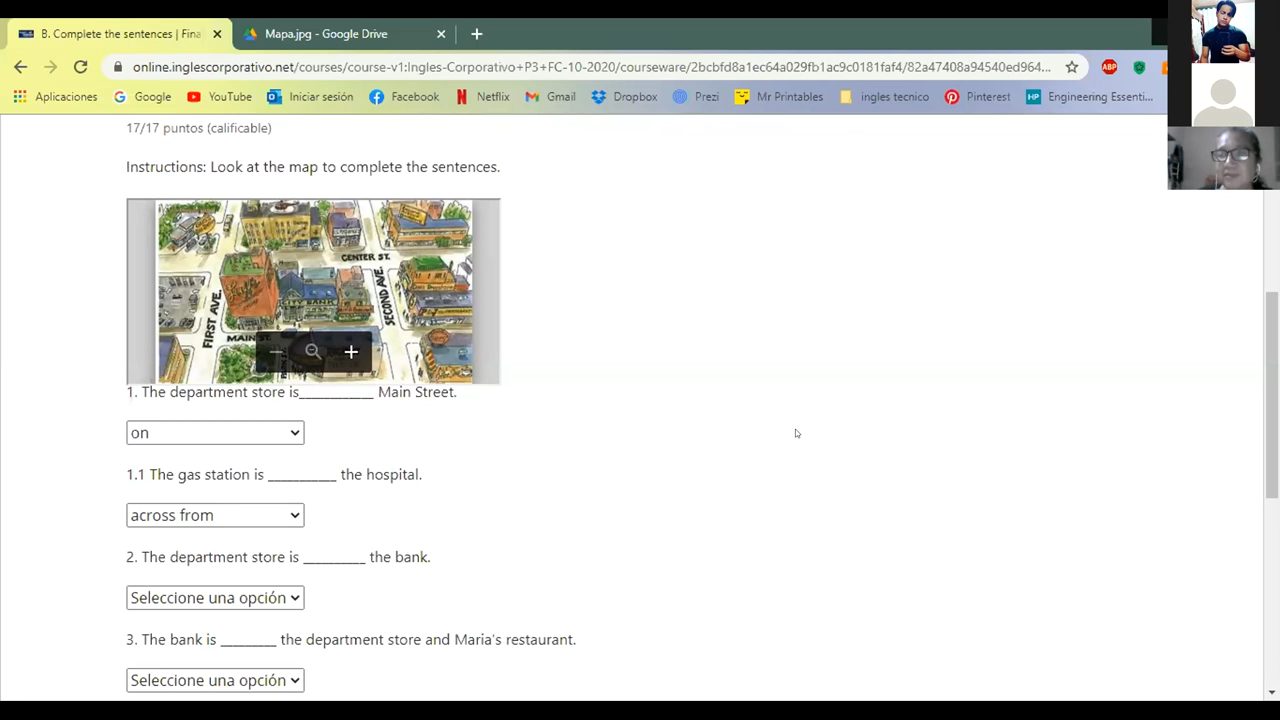 B. Complete the sentences | Fina
Mapa.jpg - Google Drive
online.inglescorporativo.net/courses/course-v1:Ingles-Corporativo+P3+FC-10-2020/courseware/2bcbfd8a1ec64a029fb1ac9c0181faf4/82a47408a94540ed964...
ABP
Aplicaciones Google YouTube Iniciar sesión Facebook Netflix Gmail Dropbox Prezi Mr Printables ingles tecnico Pinterest HP Engineering Essenti...
17/17 puntos (calificable)
Instructions: Look at the map to complete the sentences.
CENTER ST.
CITY BANK
FIRST AVE.
SECOND AVE.
MAIN ST.
1. The department store is____________ Main Street.
on
1.1 The gas station is __________ the hospital.
across from
2. The department store is _________ the bank.
Seleccione una opción
3. The bank is ________ the department store and María's restaurant.
Seleccione una opción